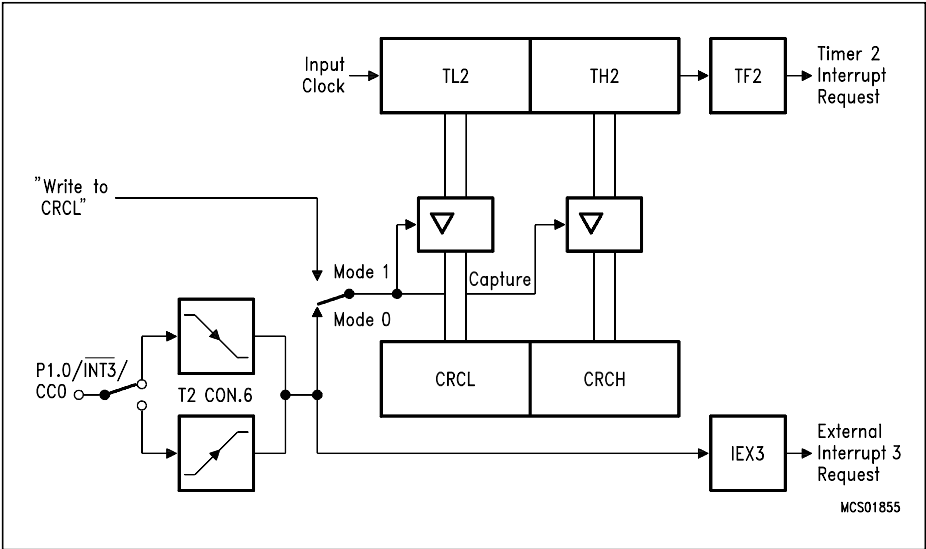 Input
Clock
TL2
TH2
TF2
Timer 2
Interrupt
Request
"Write to
CRCL"
Mode 1
Capture
Mode 0
P1.0/INT3/
CC0
T2 CON.6
CRCL
CRCH
IEX3
External
Interrupt 3
Request
MCS01855